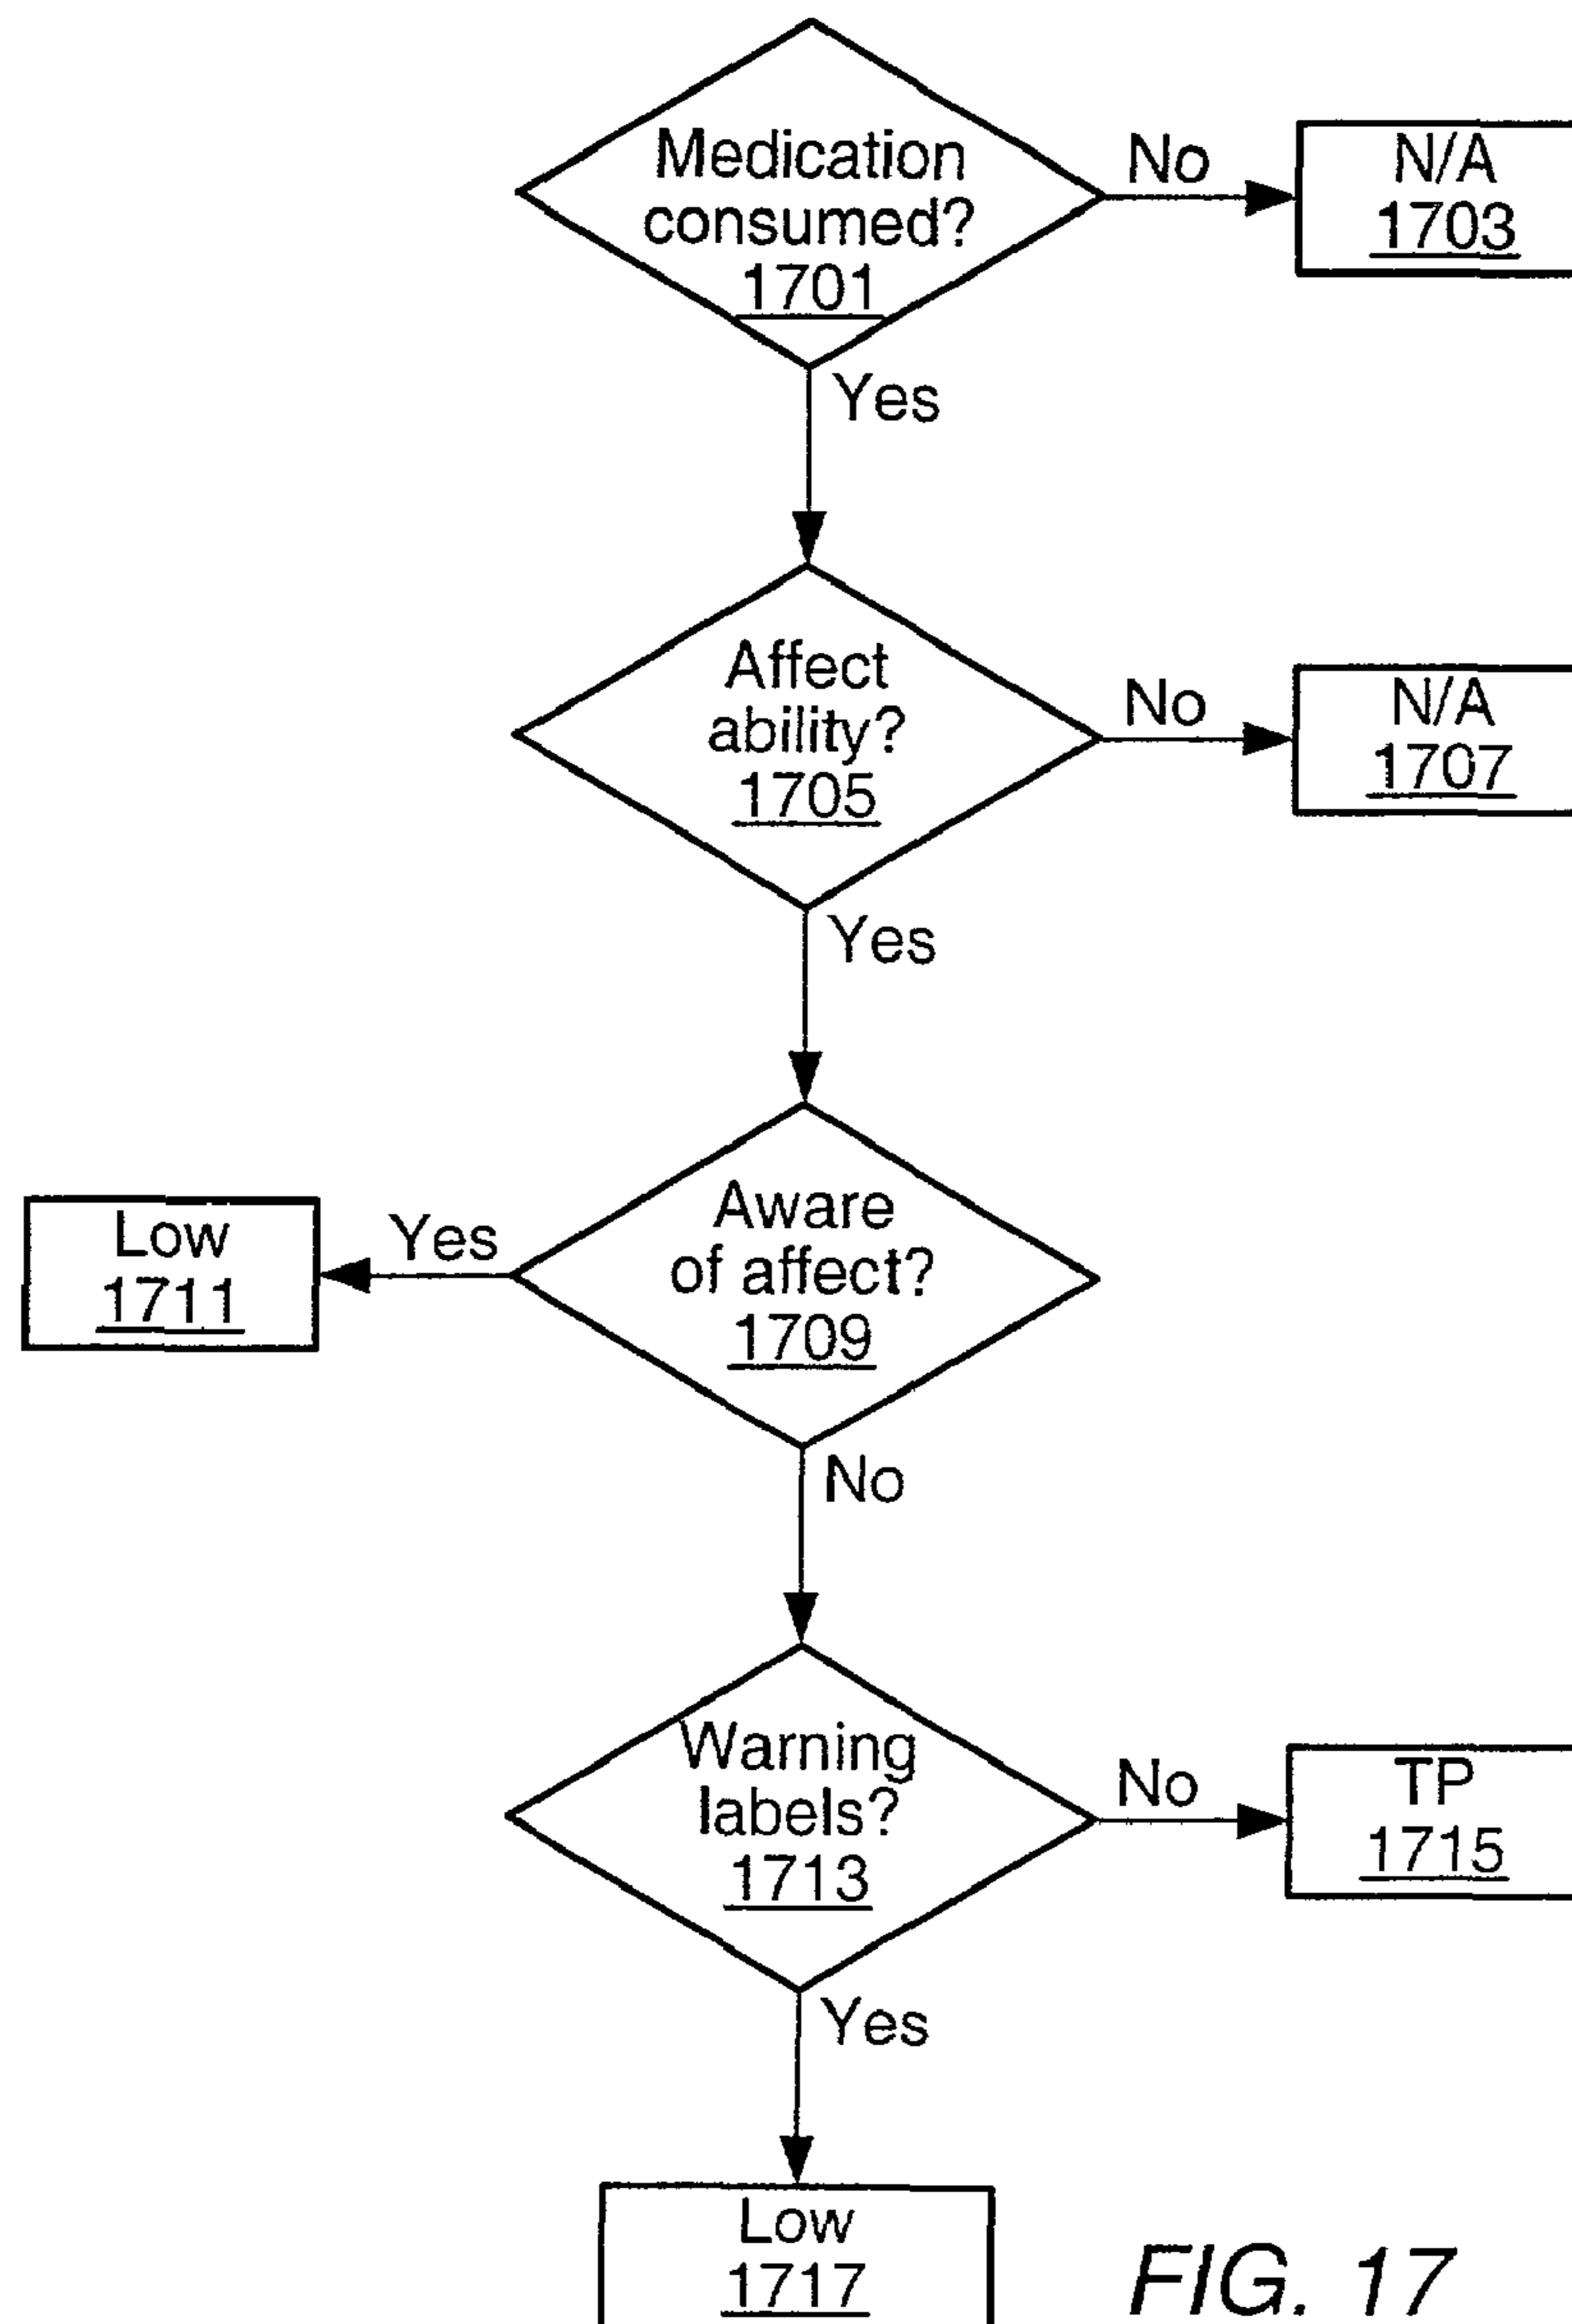 Medication
consumed?
1701
No
N/A
1703
Yes
Affect
ability?
1705
No
N/A
1707
Yes
Aware
of affect?
1709
Yes
Low
1711
No
Warning
labels?
1713
No
TP
1715
Yes
Low
1717
FIG. 17